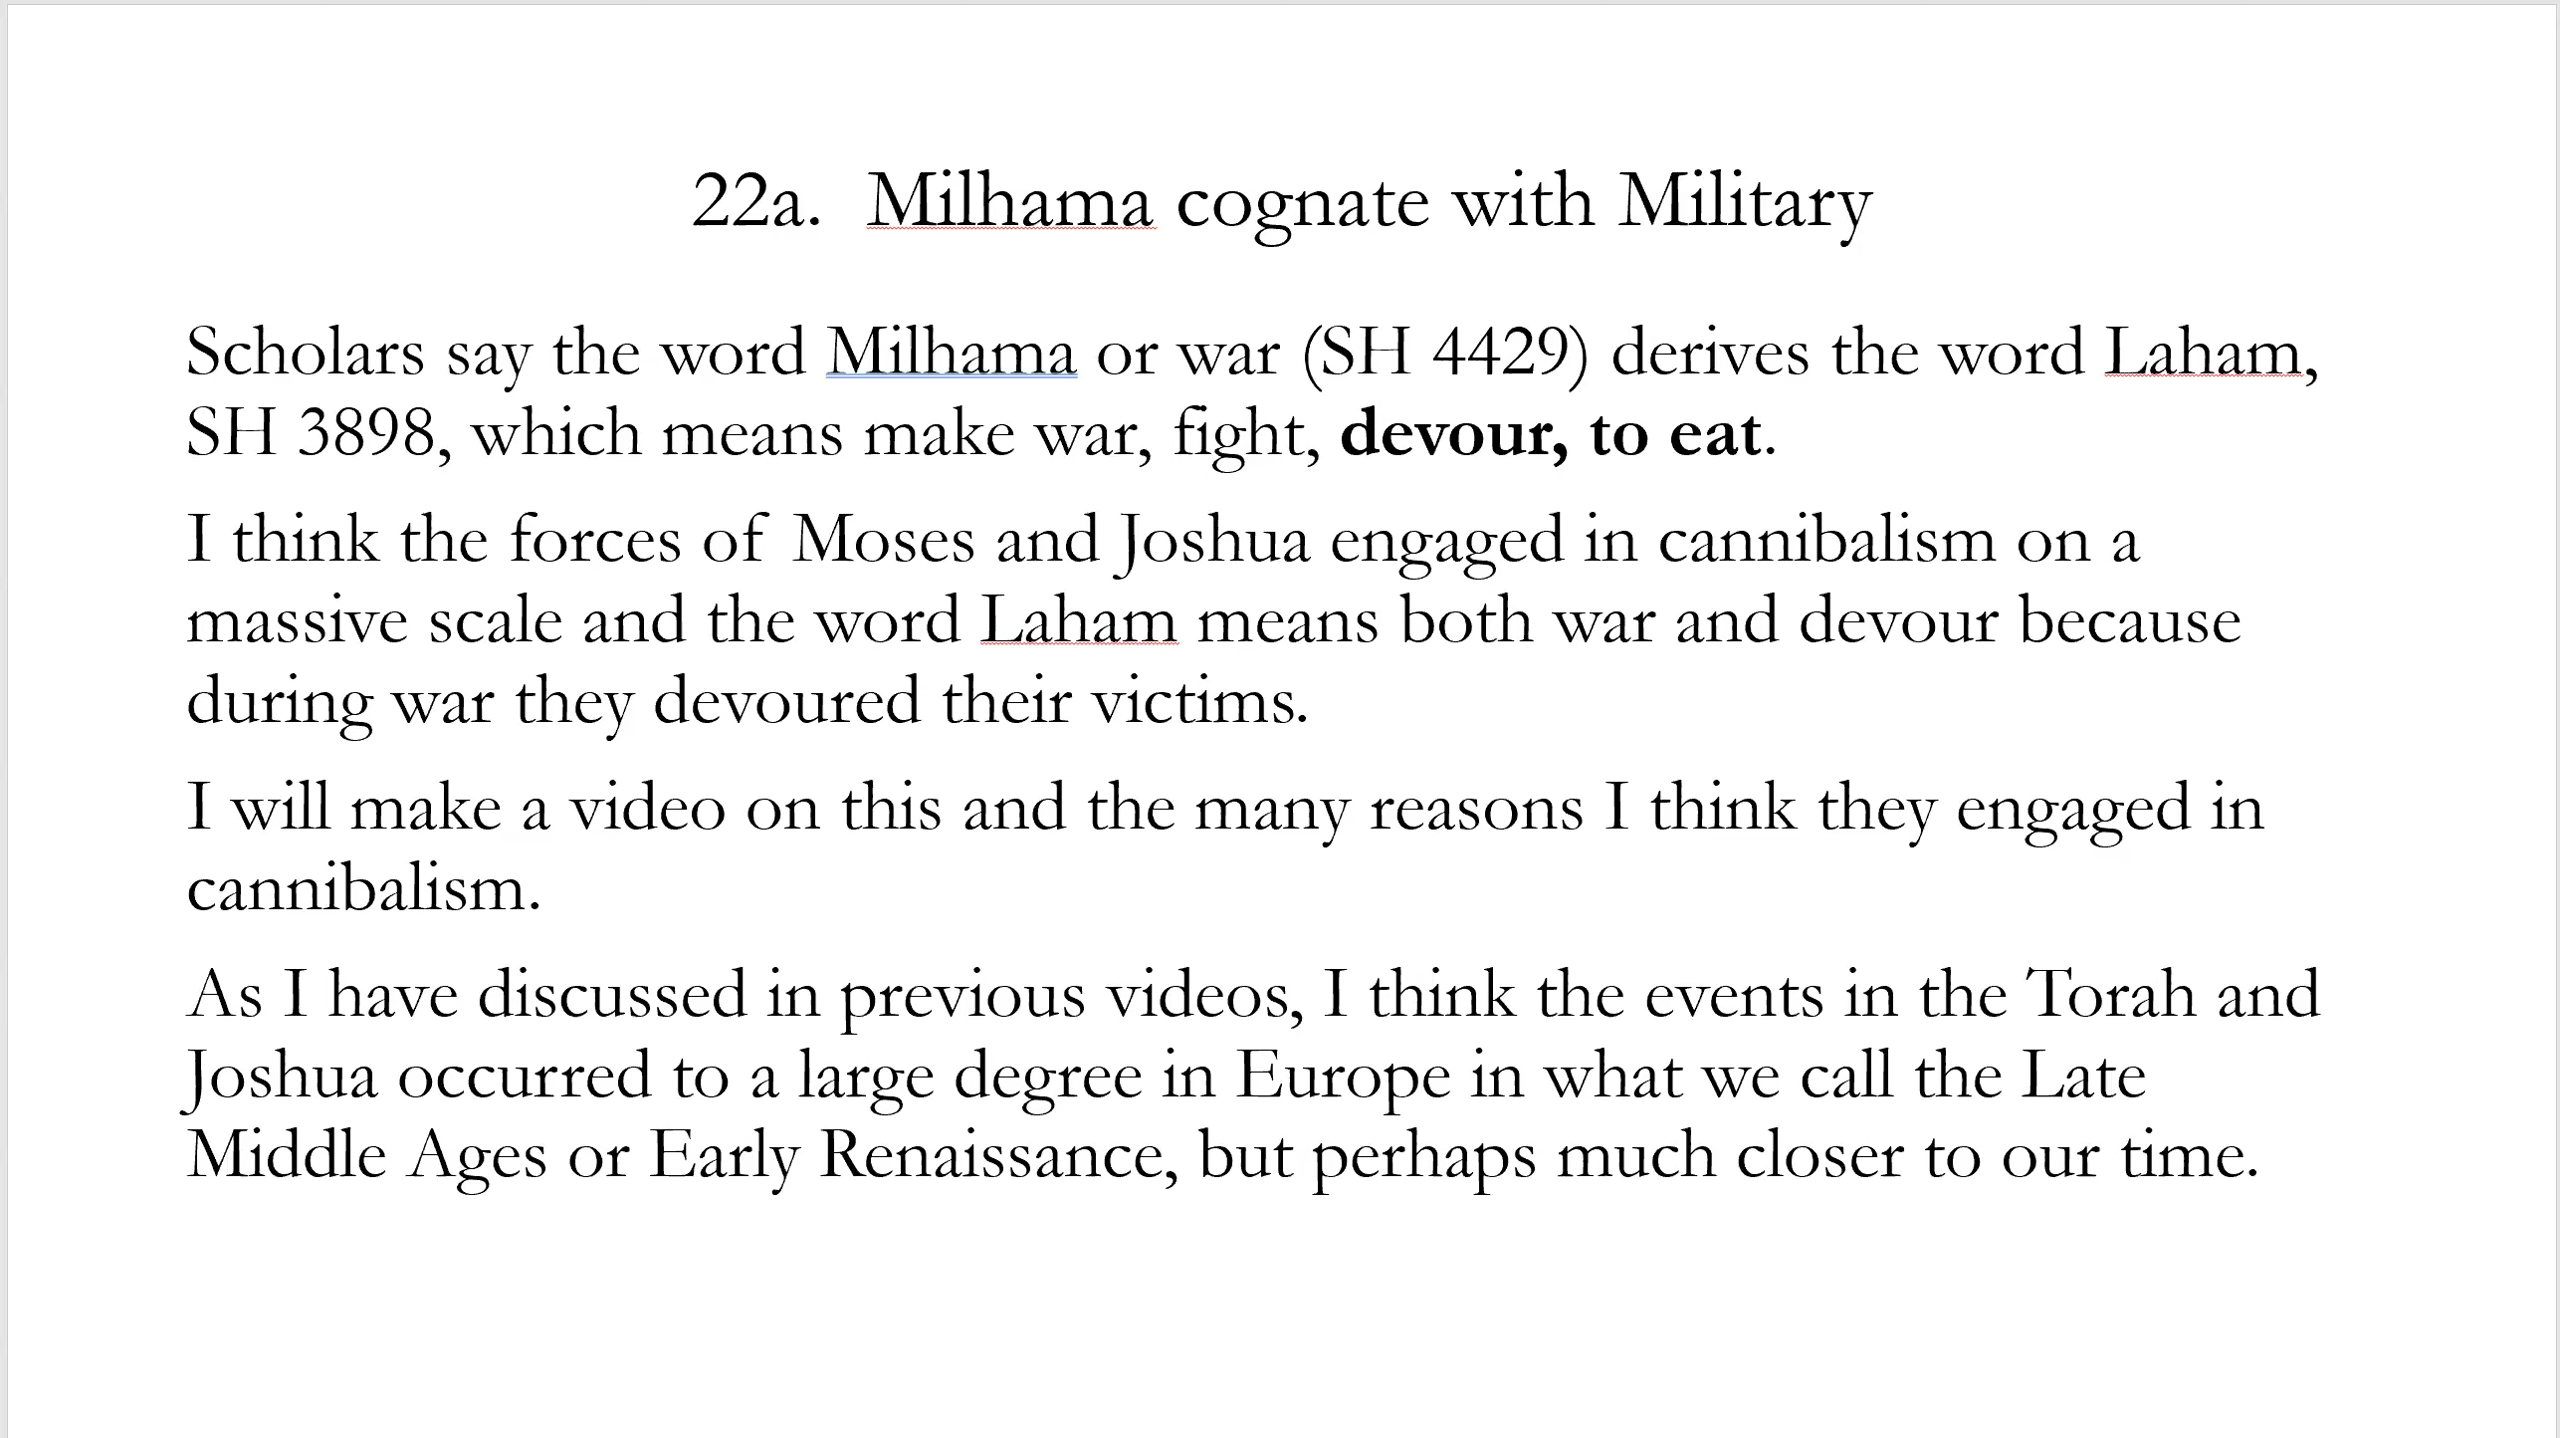 22a. Milhama cognate with Military
Scholars say the word Milhama or war (SH 4429) derives the word Laham,
SH 3898, which means make war, fight, devour, to eat.
I think the forces of Moses and Joshua engaged in cannibalism on a
massive scale and the word Laham means both war and devour because
during war they devoured their victims.
I will make a video on this and the many reasons I think they engaged in
cannibalism.
As I have discussed in previous videos, I think the events in the Torah and
Joshua occurred to a large degree in Europe in what we call the Late
Middle Ages or Early Renaissance, but perhaps much closer to our time.